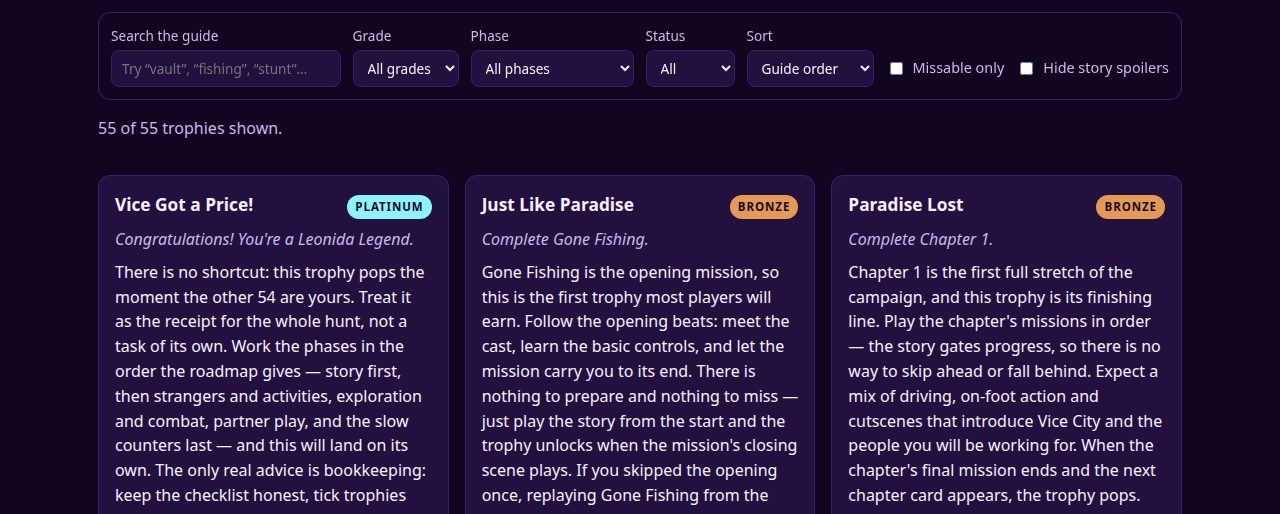 Search the guide
Grade
Phase
Status
Sort
Try “vault”, “fishing”, “stunt”...
All grades
All phases
All
Guide order
Missable only
Hide story spoilers
55 of 55 trophies shown.
Vice Got a Price!
PLATINUM
Congratulations! You're a Leonida Legend.
There is no shortcut: this trophy pops the
moment the other 54 are yours. Treat it
as the receipt for the whole hunt, not a
task of its own. Work the phases in the
order the roadmap gives — story first,
then strangers and activities, exploration
and combat, partner play, and the slow
counters last — and this will land on its
own. The only real advice is bookkeeping:
keep the checklist honest, tick trophies
Just Like Paradise
BRONZE
Complete Gone Fishing.
Gone Fishing is the opening mission, so
this is the first trophy most players will
earn. Follow the opening beats: meet the
cast, learn the basic controls, and let the
mission carry you to its end. There is
nothing to prepare and nothing to miss —
just play the story from the start and the
trophy unlocks when the mission's closing
scene plays. If you skipped the opening
once, replaying Gone Fishing from the
Paradise Lost
BRONZE
Complete Chapter 1.
Chapter 1 is the first full stretch of the
campaign, and this trophy is its finishing
line. Play the chapter's missions in order
— the story gates progress, so there is no
way to skip ahead or fall behind. Expect a
mix of driving, on-foot action and
cutscenes that introduce Vice City and the
people you will be working for. When the
chapter's final mission ends and the next
chapter card appears, the trophy pops.